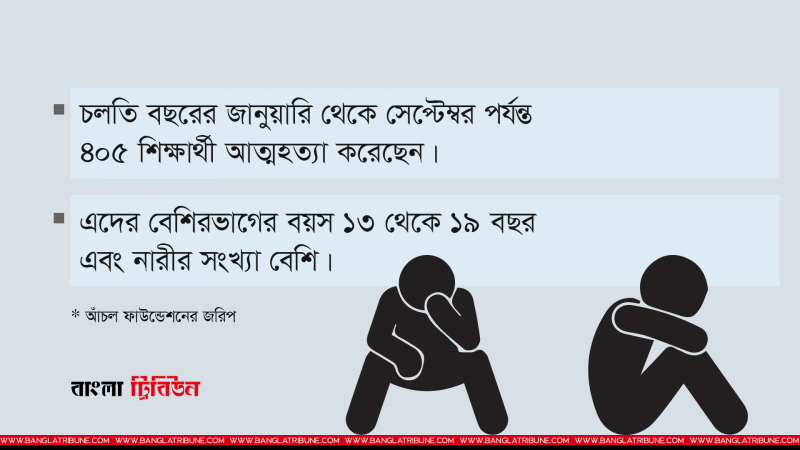 চলতি বছরের জানুয়ারি থেকে সেপ্টেম্বর পর্যন্ত
৪০৫ শিক্ষার্থী আত্মহত্যা করেছেন।
এদের বেশিরভাগের বয়স ১৩ থেকে ১৯ বছর
এবং নারীর সংখ্যা বেশি।
* আঁচল ফাউন্ডেশনের জরিপ
বাংলা ট্রিবিউন
WWW.BANGLATRIBUNE.COM WWW.BANGLATRIBUNE.COM WWW.BANGLATRIBUNE.COM WWW.BANGLATRIBUNE.COM WWW.BANGLATRIBUNE.COM WWW.BANGLATRIBUNE.COM WWW.BANGLATRIBUNE.COM